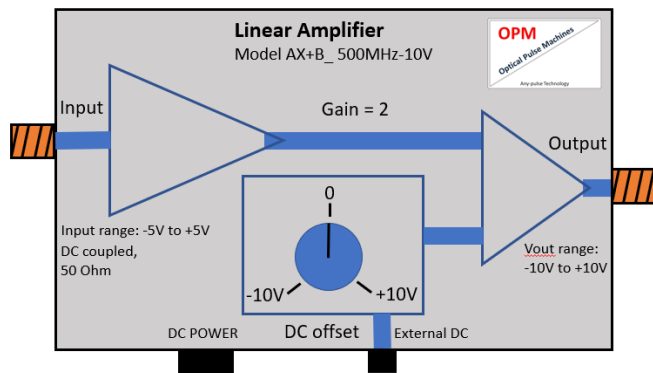 Linear Amplifier
Model AX+B_ 500MHz-10V
OPM
Optical Pulse Machines
Any-pulse Technology
Input
Gain = 2
Output
Input range: -5V to +5V
DC coupled,
50 Ohm
0
-10V
+10V
Vout range:
-10V to +10V
DC POWER
DC offset
External DC